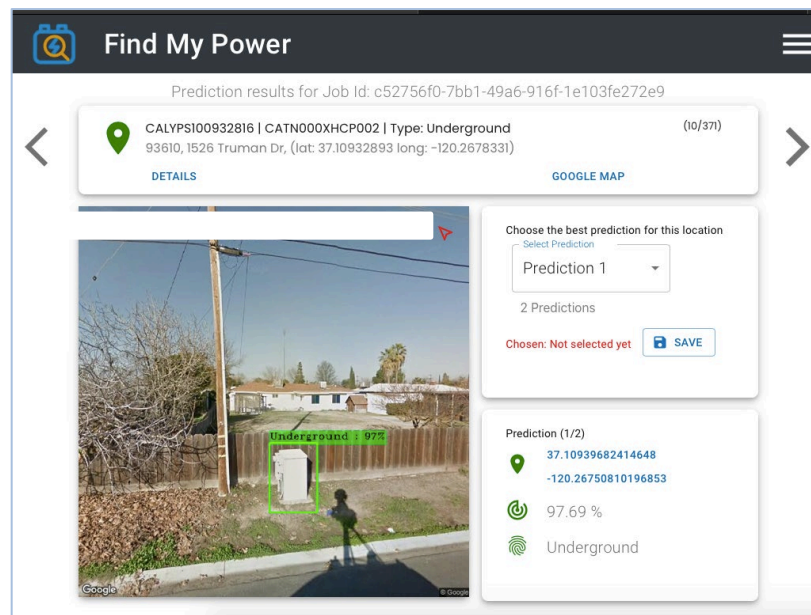 Find My Power
Prediction results for Job Id: c52756f0-7bb1-49a6-916f-1e103fe272e9
CALYPS100932816 | CATN000XHCP002 | Type: Underground
(10/371)
93610, 1526 Truman Dr, (lat: 37.10932893 long: -120.2678331)
DETAILS
GOOGLE MAP
Choose the best prediction for this location
Select Prediction
Prediction 1
2 Predictions
Chosen: Not selected yet
SAVE
Underground : 97%
Google
© Google
Prediction (1/2)
37.10939682414648
-120.26750810196853
97.69 %
Underground